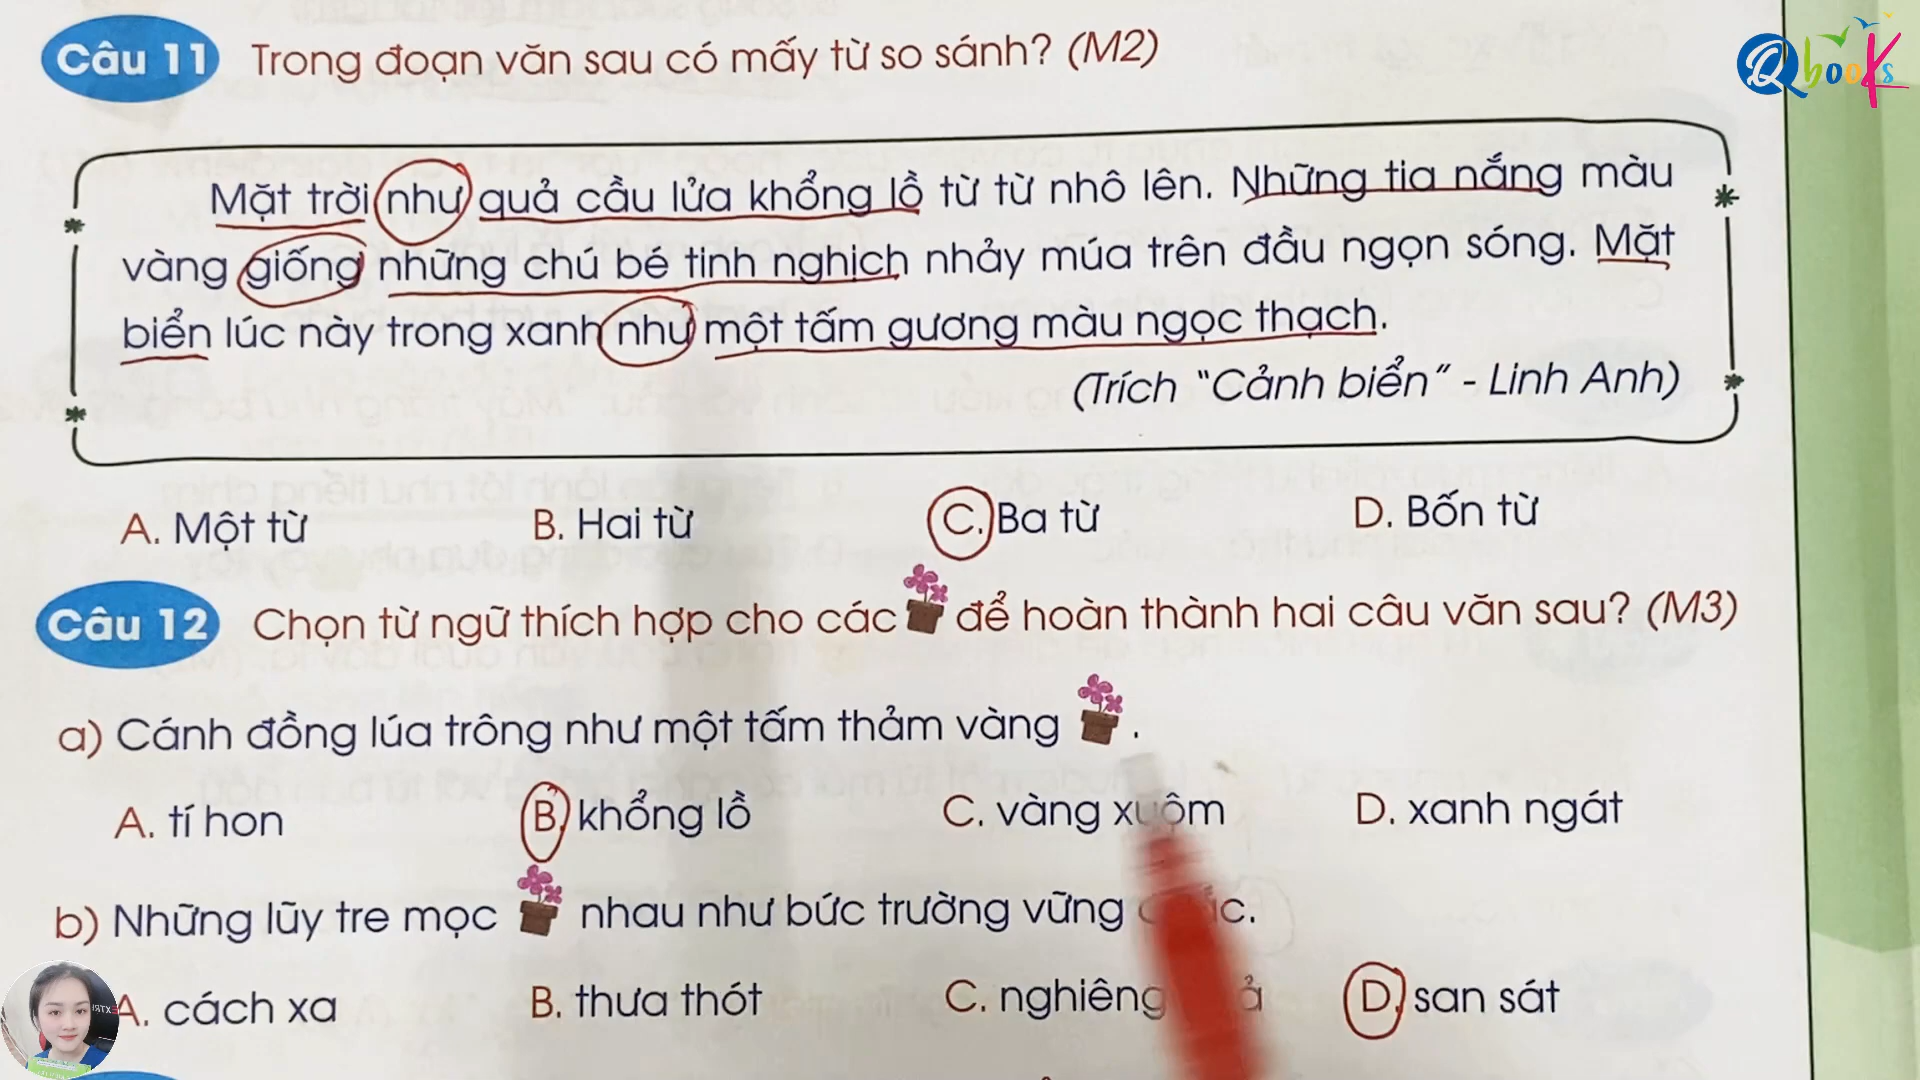 Qbooks
Câu 11 Trong đoạn văn sau có mấy từ so sánh? (M2)
Mặt trời như quả cầu lửa khổng lồ từ từ nhô lên. Những tia nắng màu
vàng giống những chú bé tinh nghịch nhảy múa trên đầu ngọn sóng. Mặt
biển lúc này trong xanh như một tấm gương màu ngọc thạch.
(Trích "Cảnh biển" - Linh Anh)
A. Một từ B. Hai từ C. Ba từ D. Bốn từ
Câu 12 Chọn từ ngữ thích hợp cho các để hoàn thành hai câu văn sau? (M3)
a) Cánh đồng lúa trông như một tấm thảm vàng .
A. tí hon B. khổng lồ C. vàng xuộm D. xanh ngát
b) Những lũy tre mọc nhau như bức trường vững
A. cách xa B. thưa thót C. nghiêng D. san sát